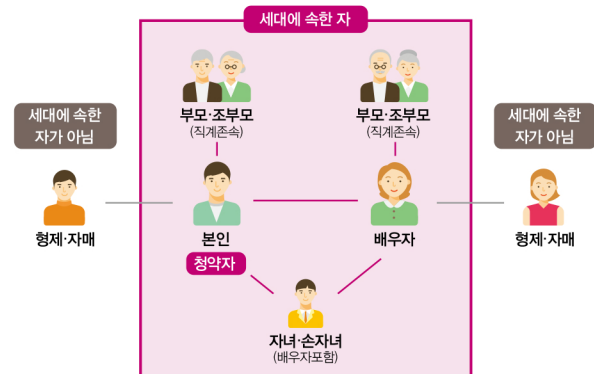 세대에 속한 자
부모·조부모
(직계존속)
부모·조부모
(직계존속)
세대에 속한
자가 아님
세대에 속한
자가 아님
형제·자매
본인
배우자
형제·자매
청약자
자녀·손자녀
(배우자포함)